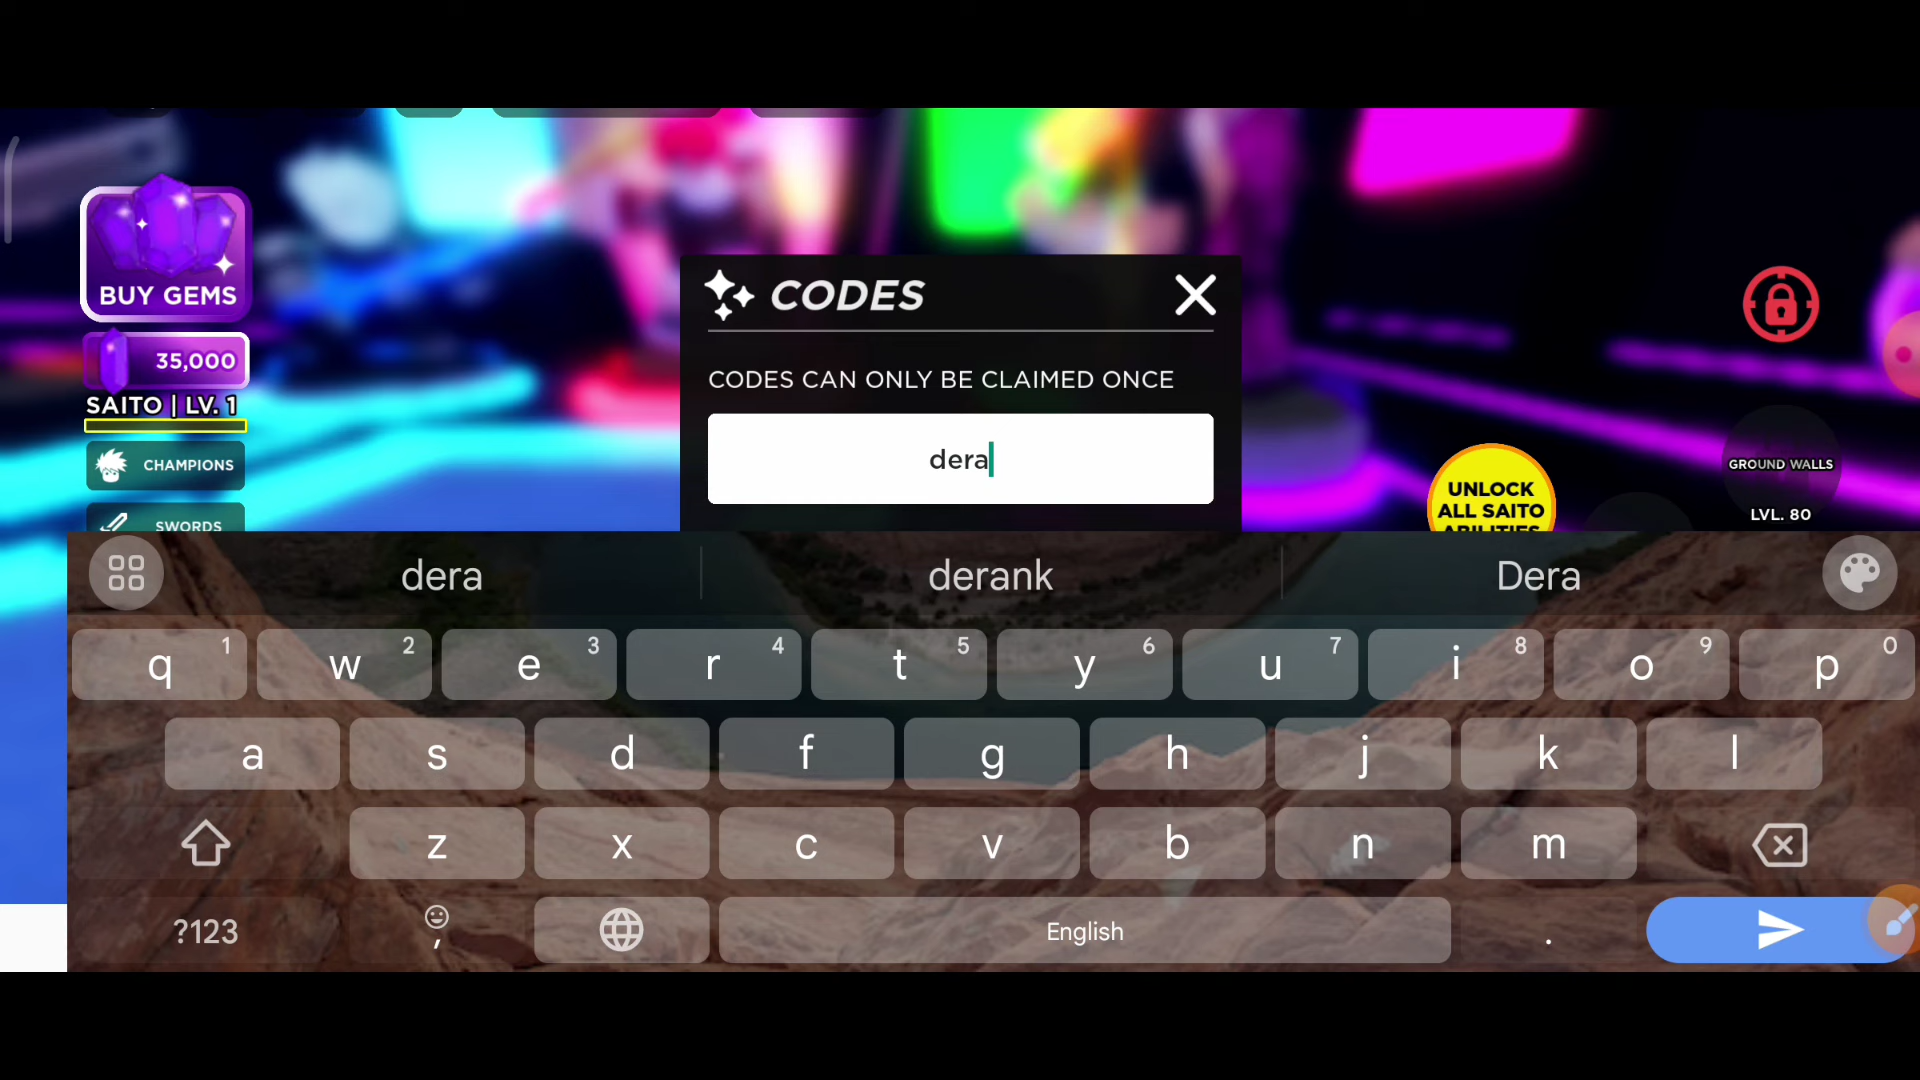 BUY GEMS
35,000
SAITO | LV. 1
CHAMPIONS
SWORDS
CODES
CODES CAN ONLY BE CLAIMED ONCE
dera
UNLOCK
ALL SAITO
ABILITIES
GROUND WALLS
LVL. 80
dera derank Dera
q 1 w 2 e 3 r 4 t 5 y 6 u 7 i 8 o 9 p 0
a s d f g h j k l
z x c v b n m
?123 , English .